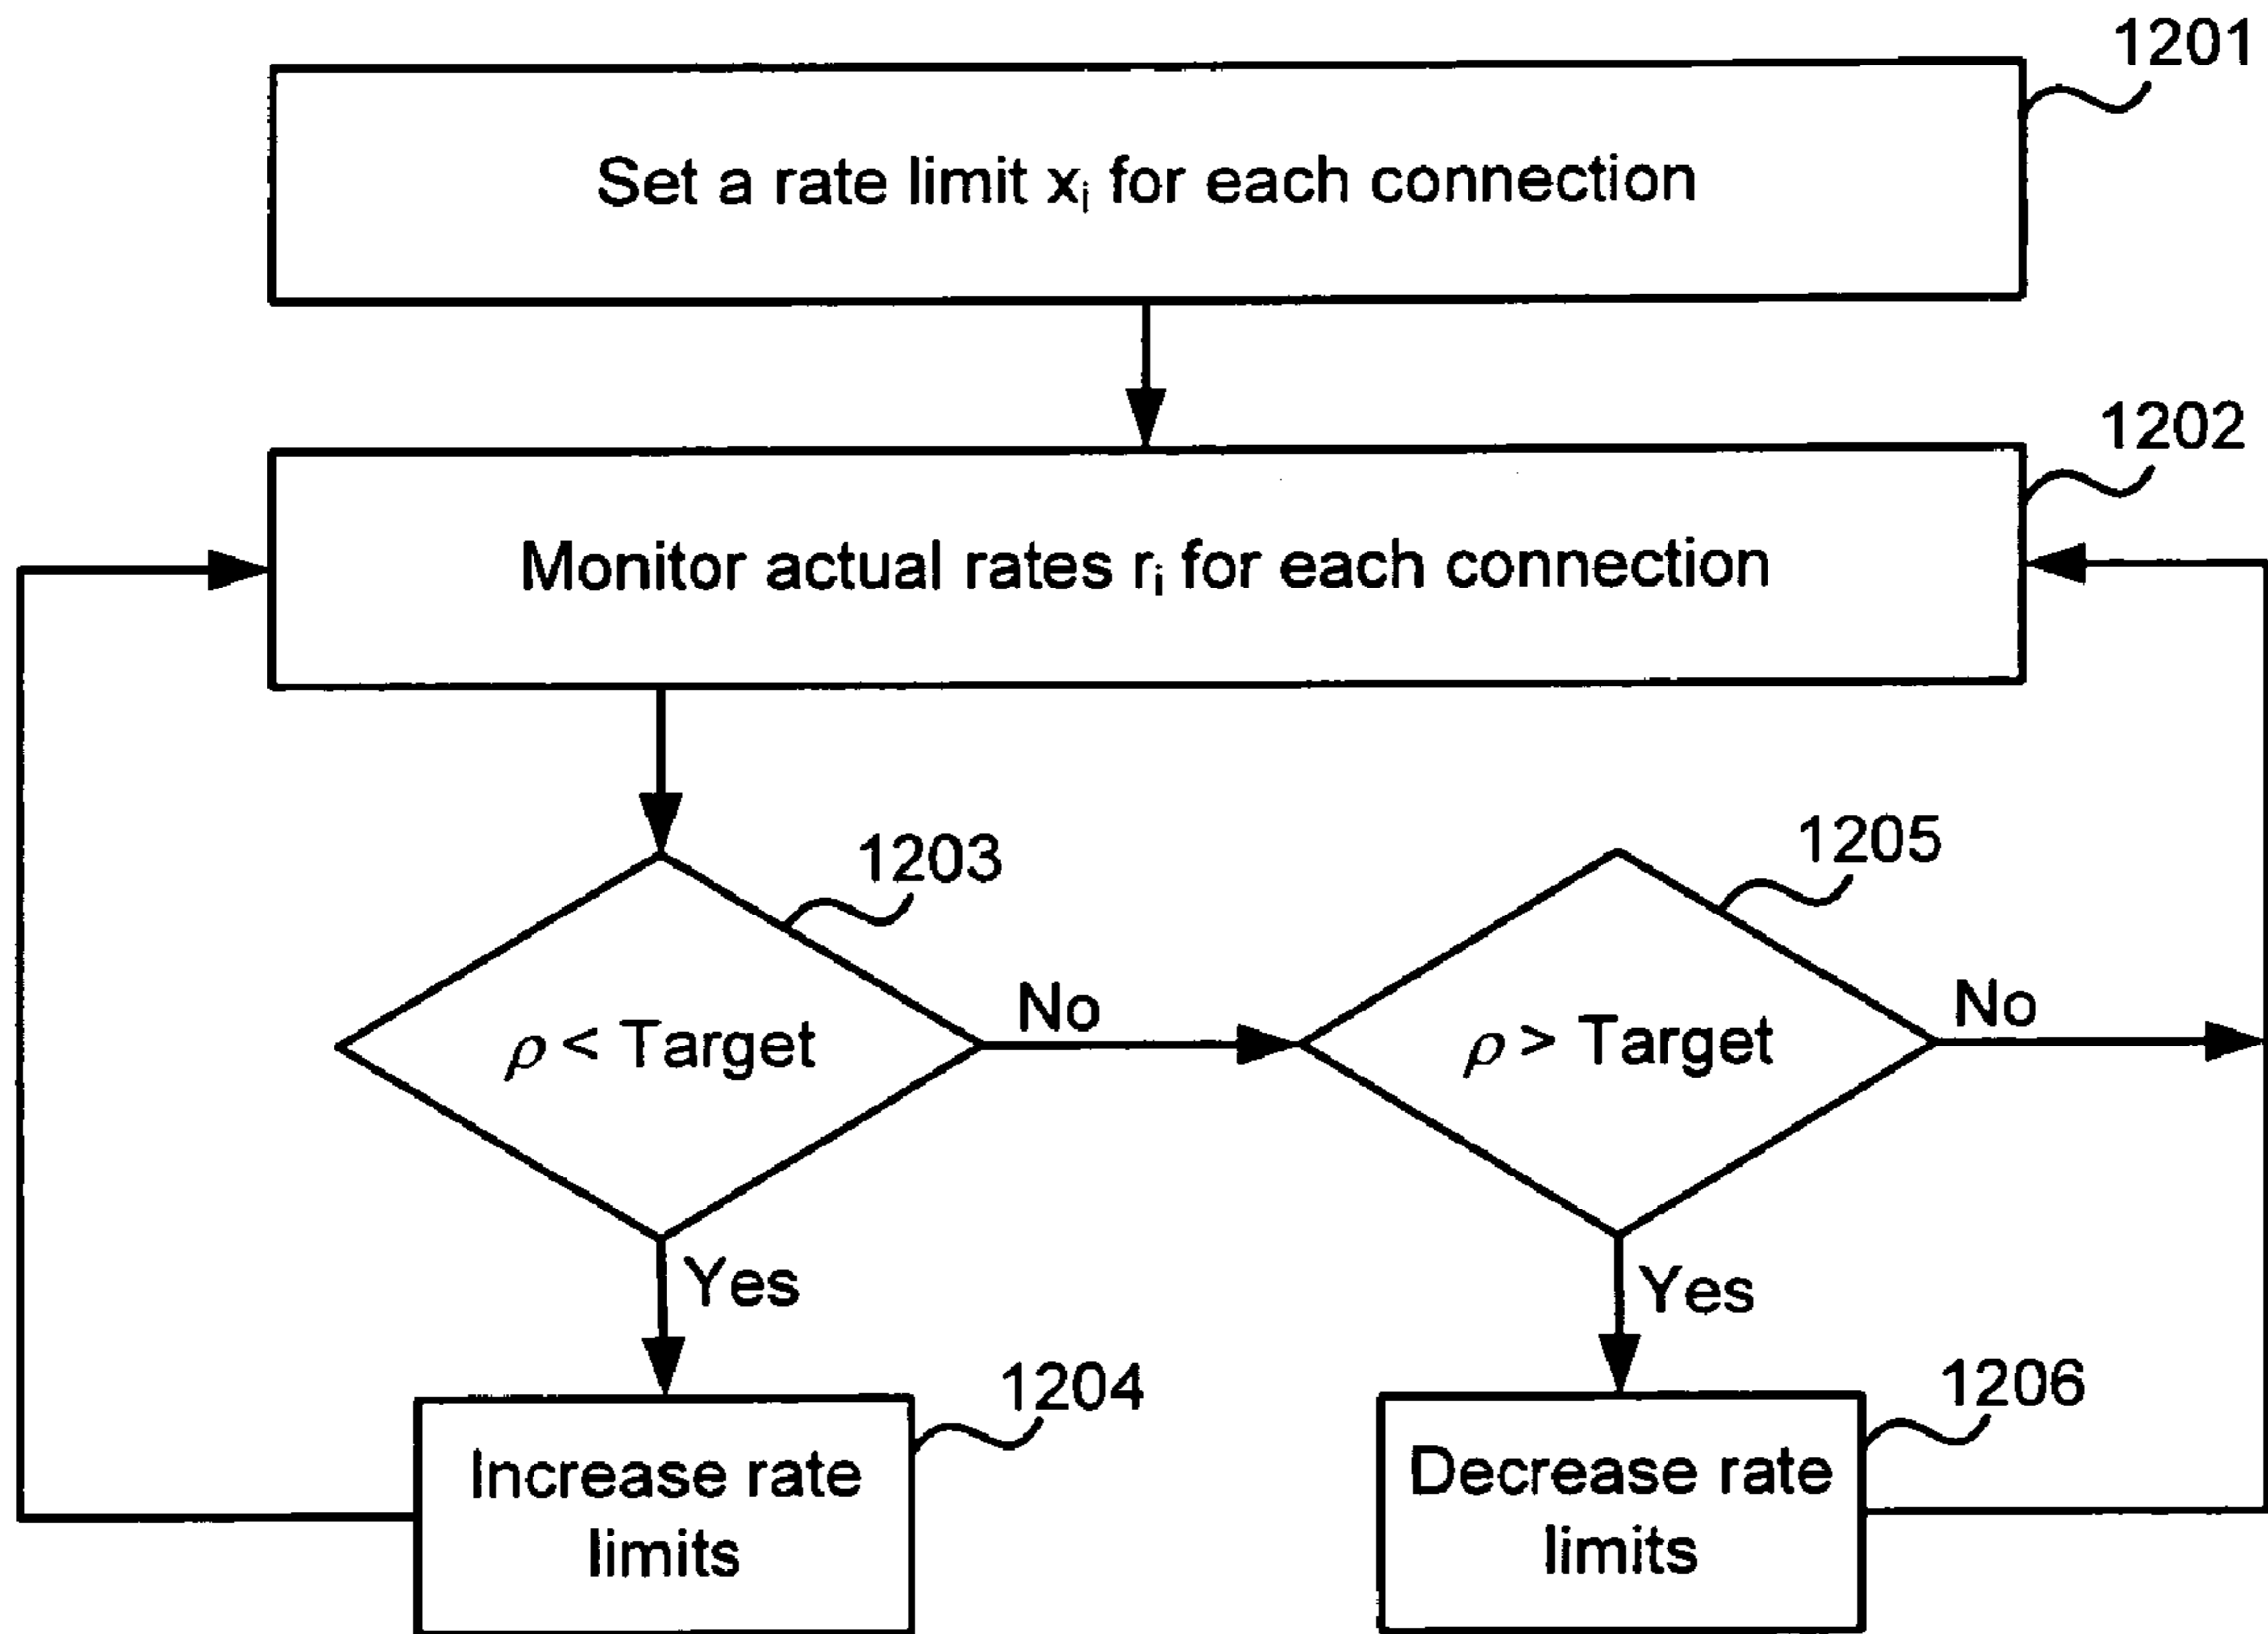 1201
Set a rate limit xᵢ for each connection
1202
Monitor actual rates rᵢ for each connection
1203
1205
ρ < Target
No
ρ > Target
No
Yes
Yes
1204
1206
Increase rate
limits
Decrease rate
limits